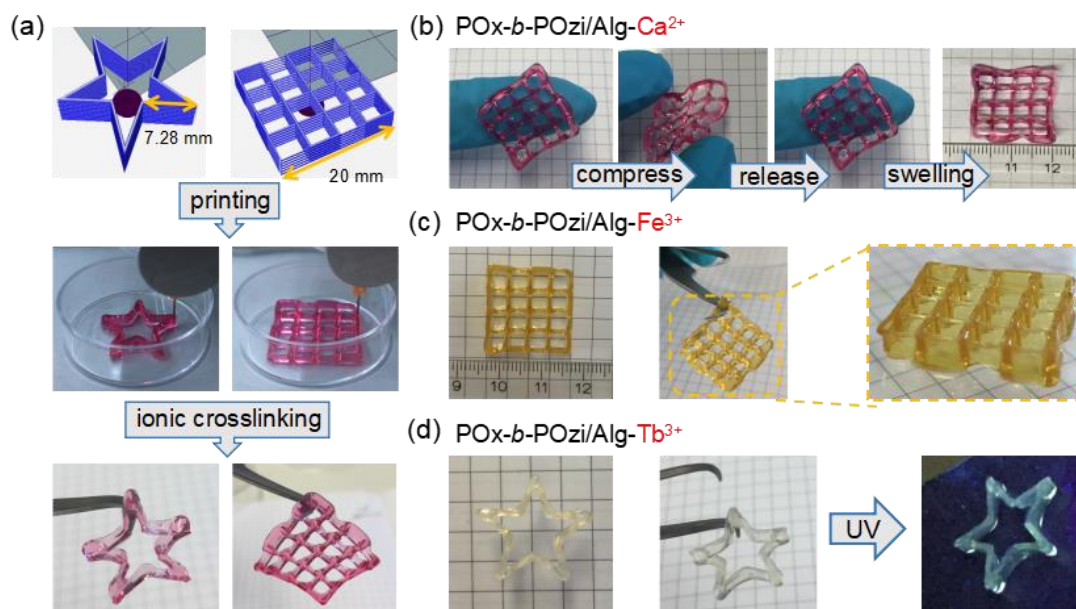 (a)
7.28 mm
20 mm
printing
ionic crosslinking
(b) POx-b-POzi/Alg-Ca²⁺
compress
release
swelling
11 12
(c) POx-b-POzi/Alg-Fe³⁺
9 10 11 12
(d) POx-b-POzi/Alg-Tb³⁺
UV